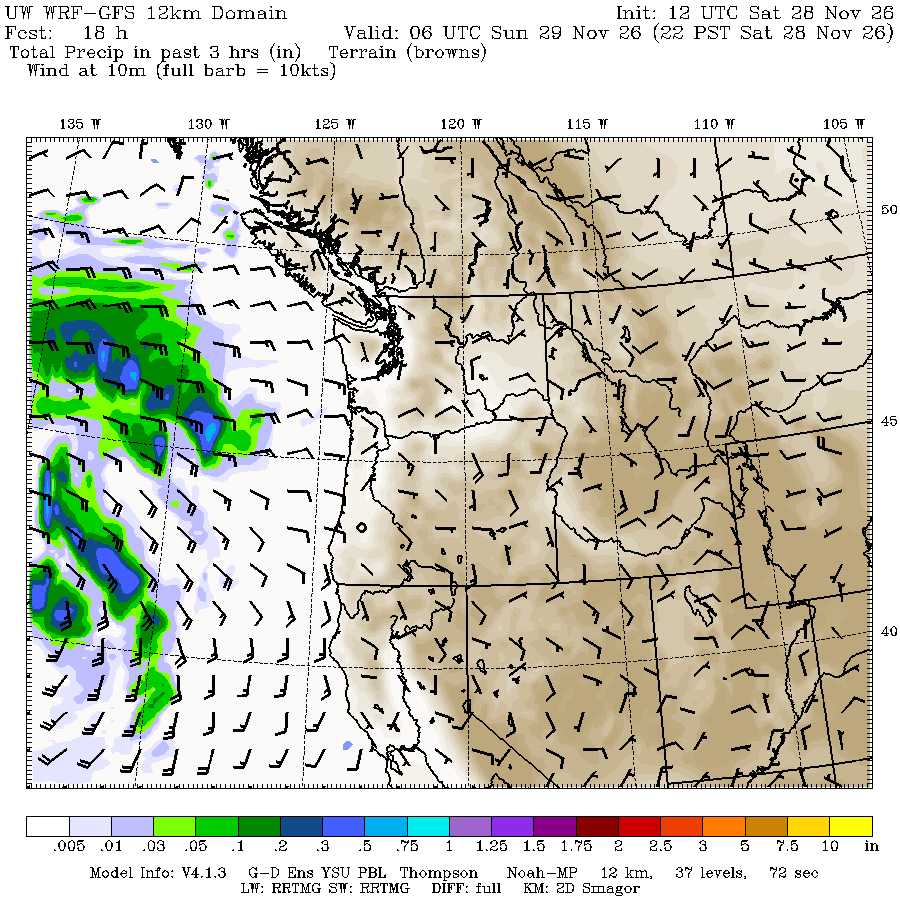 UW WRF-GFS 12km Domain Init: 12 UTC Sat 28 Nov 26
Fcst: 18 h Valid: 06 UTC Sun 29 Nov 26 (22 PST Sat 28 Nov 26)
Total Precip in past 3 hrs (in) Terrain (browns)
Wind at 10m (full barb = 10kts)
135 W 130 W 125 W 120 W 115 W 110 W 105 W
50
45
40
.005 .01 .03 .05 .1 .2 .3 .5 .75 1 1.25 1.5 1.75 2 2.5 3 5 7.5 10 in
Model Info: V4.1.3 G-D Ens YSU PBL Thompson Noah-MP 12 km, 37 levels, 72 sec
LW: RRTMG SW: RRTMG DIFF: full KM: 2D Smagor